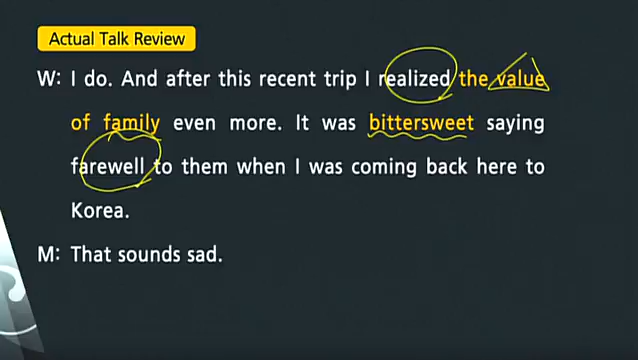 Actual Talk Review
W: I do. And after this recent trip I realized the value
of family even more. It was bittersweet saying
farewell to them when I was coming back here to
Korea.
M: That sounds sad.